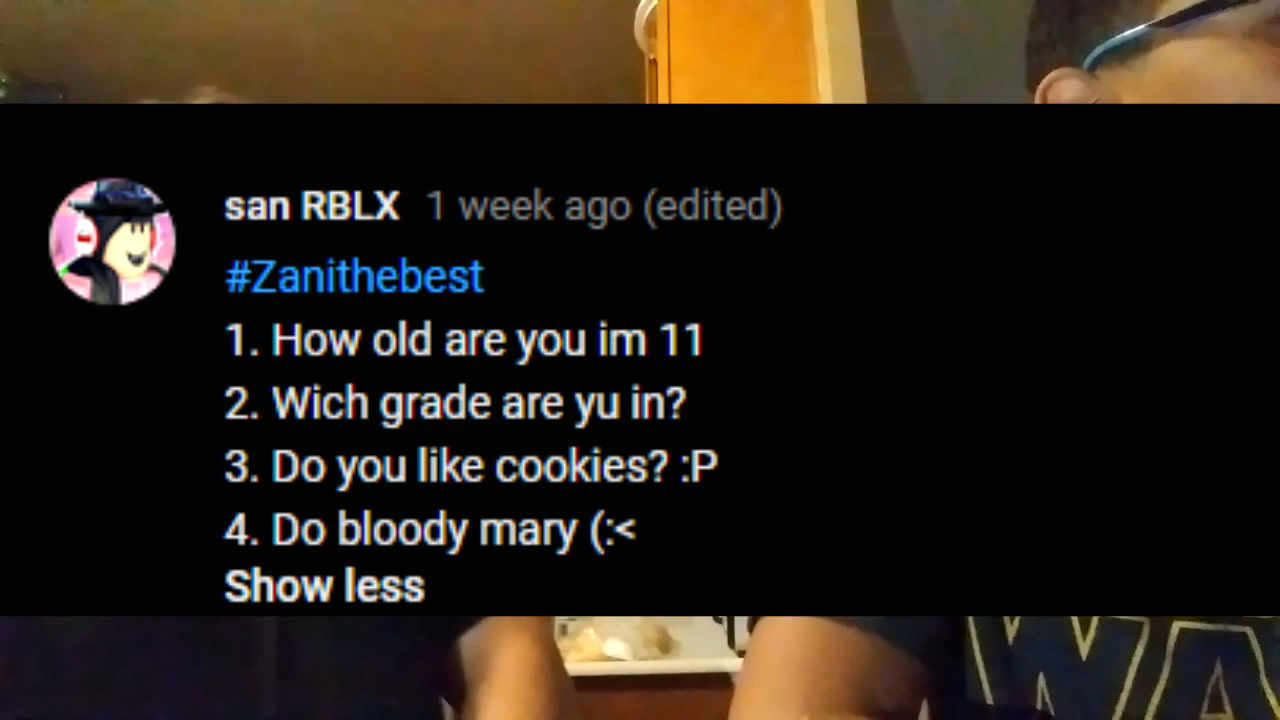 san RBLX 1 week ago (edited)
#Zanithebest
1. How old are you im 11
2. Wich grade are yu in?
3. Do you like cookies? :P
4. Do bloody mary (:<
Show less
WA